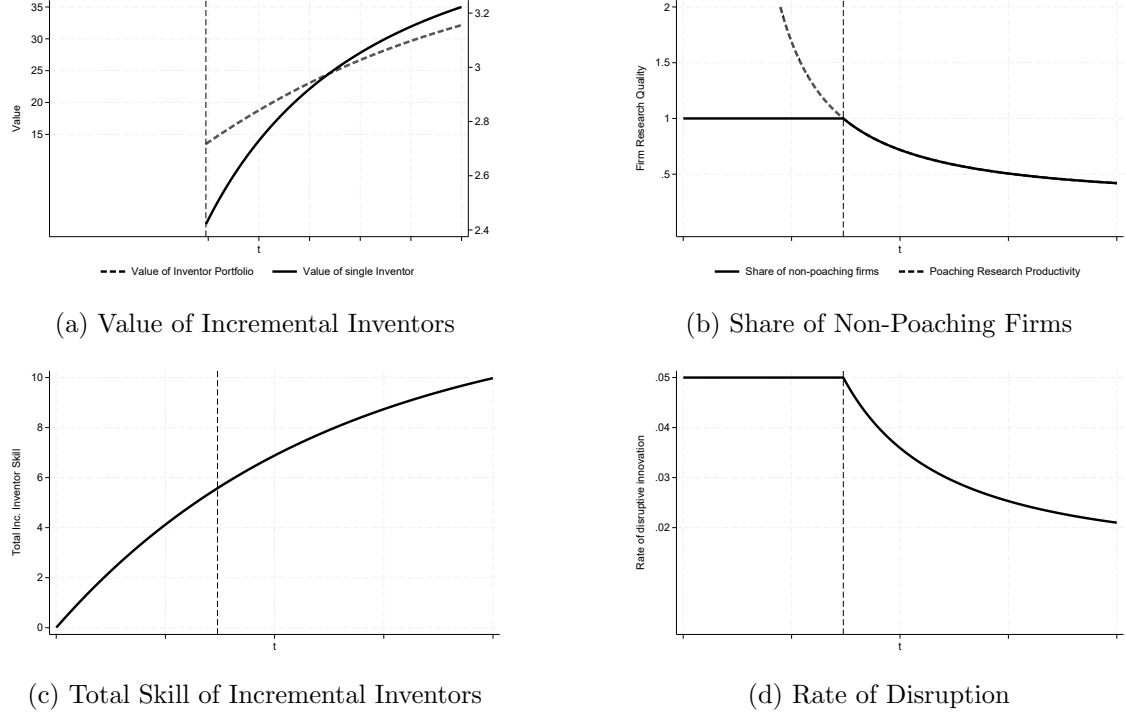 35
30
25
20
15
Value
3.2
3
2.8
2.6
2.4
t
Value of Inventor Portfolio
Value of single Inventor
(a) Value of Incremental Inventors
2
1.5
1
.5
Firm Research Quality
t
Share of non-poaching firms
Poaching Research Productivity
(b) Share of Non-Poaching Firms
10
8
6
4
2
0
Total Inc. Inventor Skill
t
(c) Total Skill of Incremental Inventors
.05
.04
.03
.02
Rate of disruptive innovation
t
(d) Rate of Disruption